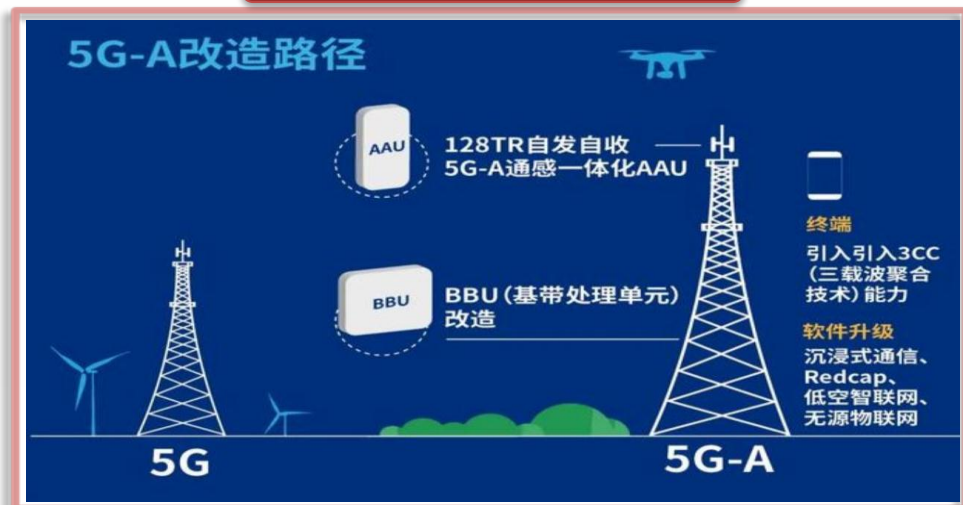 5G-A改造路径
AAU
128TR自发自收
5G-A通感一体化AAU
BBU
BBU(基带处理单元)
改造
终端
引入引入3CC
(三载波聚合
技术)能力
软件升级
沉浸式通信、
Redcap、
低空智联网、
无源物联网
5G
5G-A